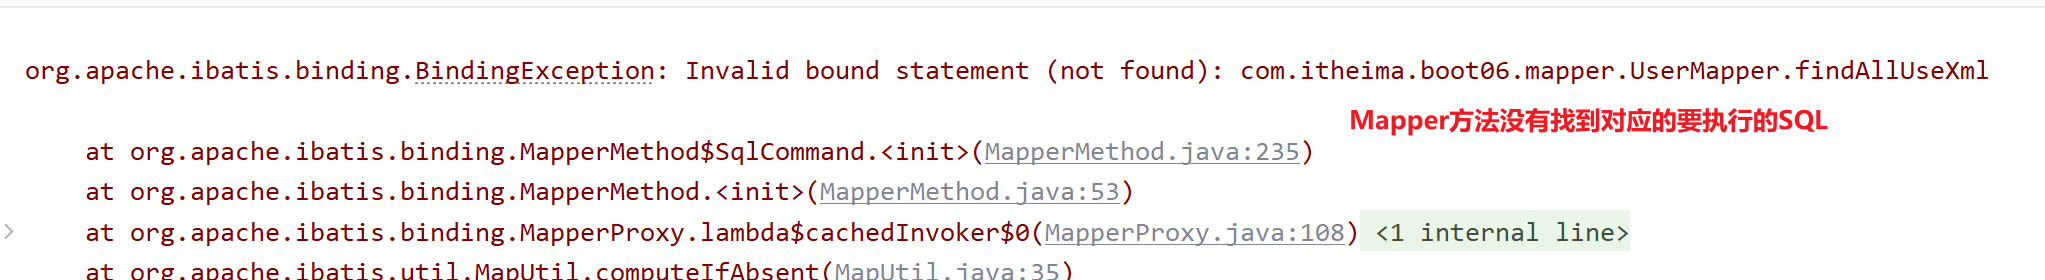 org.apache.ibatis.binding.BindingException: Invalid bound statement (not found): com.itheima.boot06.mapper.UserMapper.findAllUseXml
Mapper方法没有找到对应的要执行的SQL
at org.apache.ibatis.binding.MapperMethod$SqlCommand.<init>(MapperMethod.java:235)
at org.apache.ibatis.binding.MapperMethod.<init>(MapperMethod.java:53)
at org.apache.ibatis.binding.MapperProxy.lambda$cachedInvoker$0(MapperProxy.java:108) <1 internal line>
at org.apache.ibatis.util.MapUtil.computeIfAbsent(MapUtil.java:35)